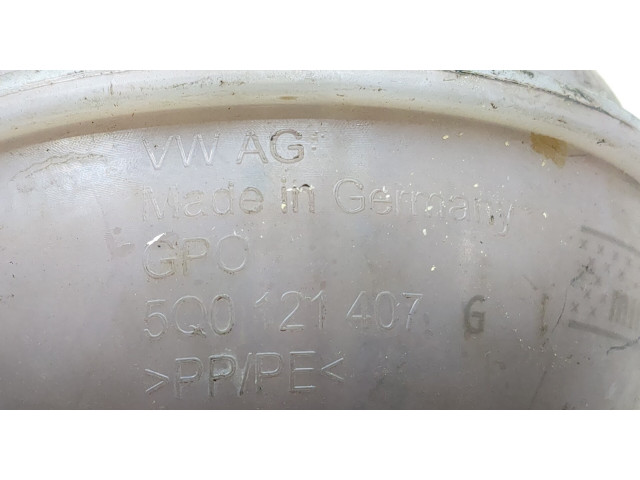 VW AG
Made in Germany
GPO
5Q0 121 407 G
>PP/PE<